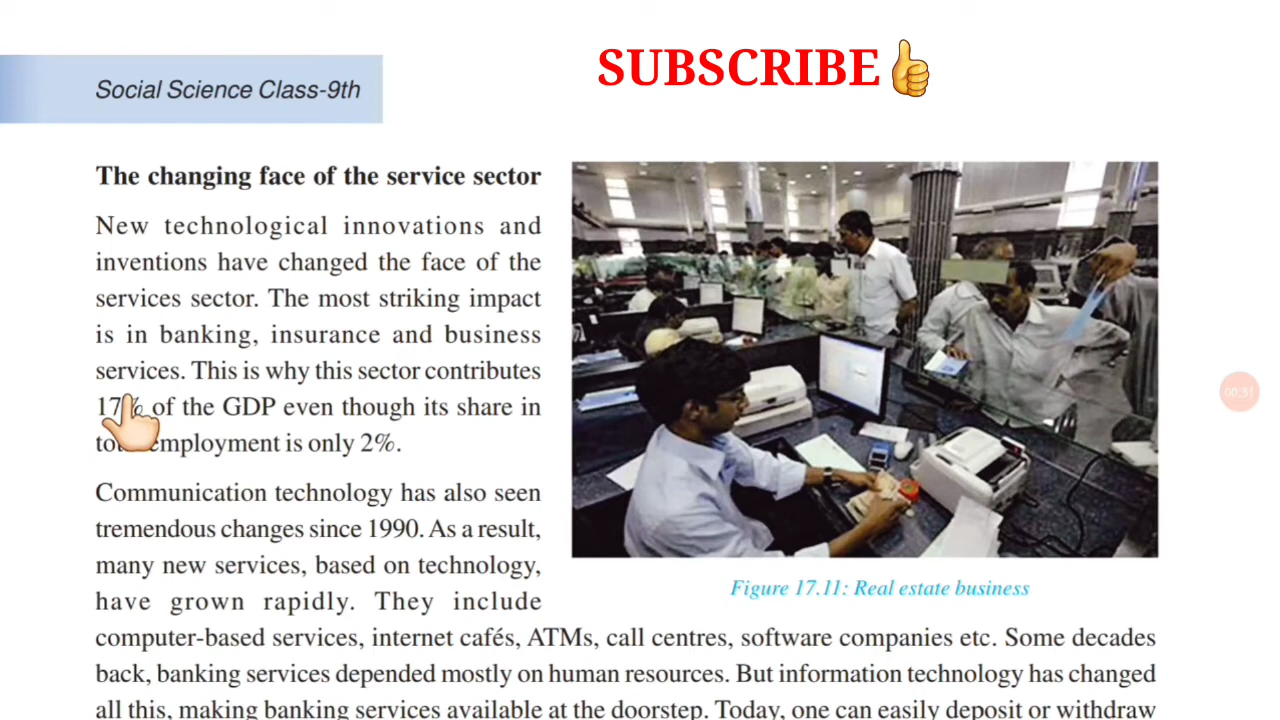 SUBSCRIBE
Social Science Class-9th
The changing face of the service sector
New technological innovations and
inventions have changed the face of the
services sector. The most striking impact
is in banking, insurance and business
services. This is why this sector contributes
17% of the GDP even though its share in
employment is only 2%.
Communication technology has also seen
tremendous changes since 1990. As a result,
many new services, based on technology,
have grown rapidly. They include
Figure 17.11: Real estate business
computer-based services, internet cafés, ATMs, call centres, software companies etc. Some decades
back, banking services depended mostly on human resources. But information technology has changed
all this, making banking services available at the doorstep. Today, one can easily deposit or withdraw
00:31